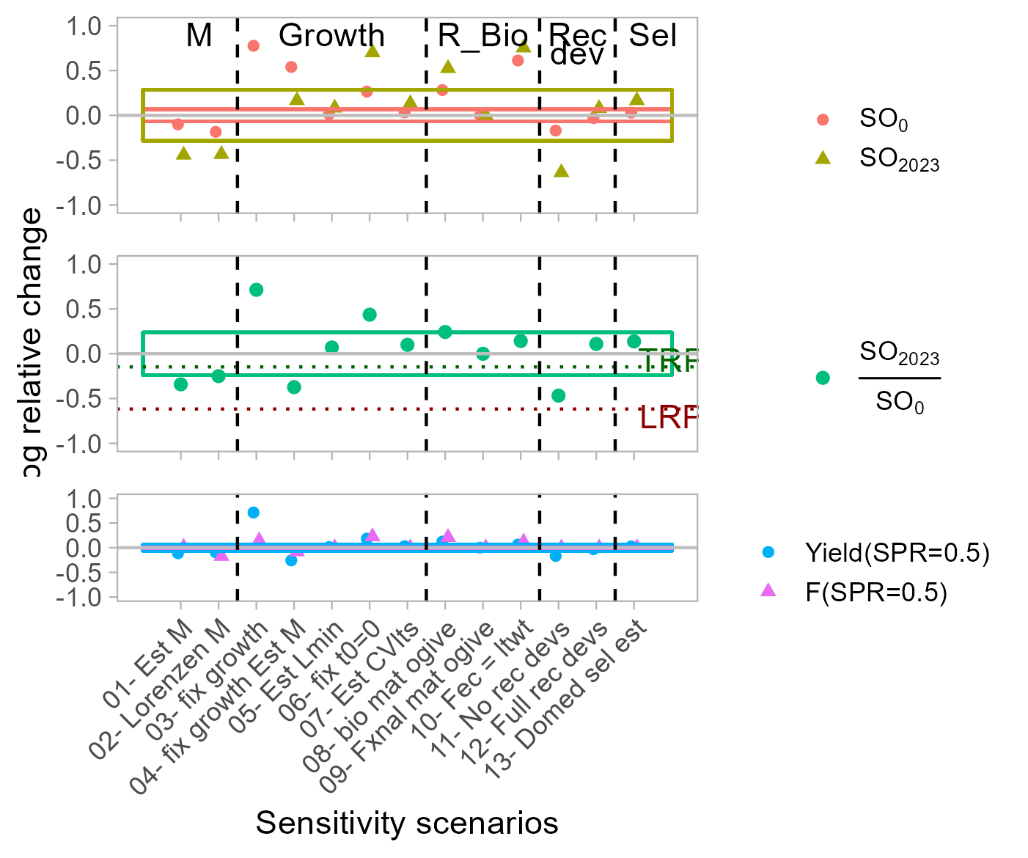 M Growth R_Bio Rec dev Sel
1.0
0.5
0.0
-0.5
-1.0
SO0
SO2023
og relative change
1.0
0.5
0.0
-0.5
-1.0
TRP
LRP
SO2023
SO0
1.0
0.5
0.0
-0.5
-1.0
Yield(SPR=0.5)
F(SPR=0.5)
01- Est M
02- Lorenzen M
03- fix growth
04- fix growth Est M
05- Est Lmin
06- fix t0=0
07- Est CVlts
08- bio mat ogive
09- Fxnal mat ogive
10- Fec = ltwt
11- No rec devs
12- Full rec devs
13- Domed sel est
Sensitivity scenarios